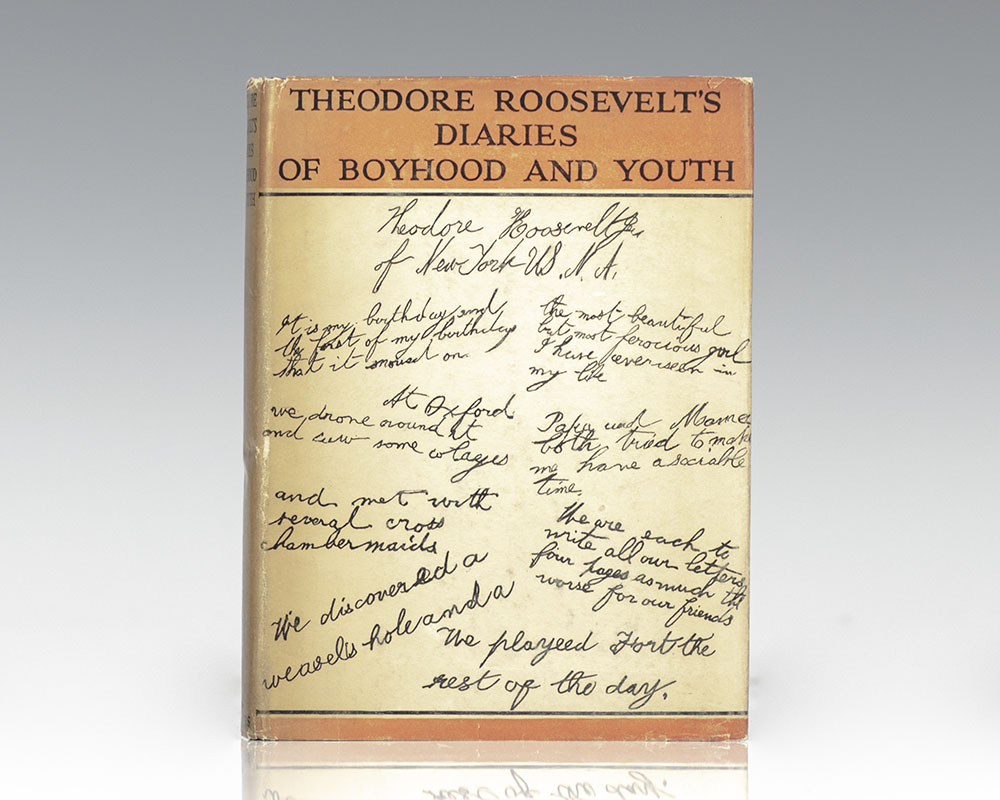 THEODORE ROOSEVELT'S
DIARIES
OF BOYHOOD AND YOUTH
Theodore Roosevelt Jr
of New York U.S. N. A.
It is my birthday and
the first of my birthdays
that it snowed on.
At Oxford
we drove around it
and saw some colages
and met with
several cross
chambermaids
We discovered a
weasels hole and a
the most beautiful
but most ferocious girl
I have ever seen in
my life
Papa and Mama
both tried to make
me have a sociable
time.
We are each to
write all our letters
four pages as much the
worse for our friends
We playeed Fort the
rest of the day.